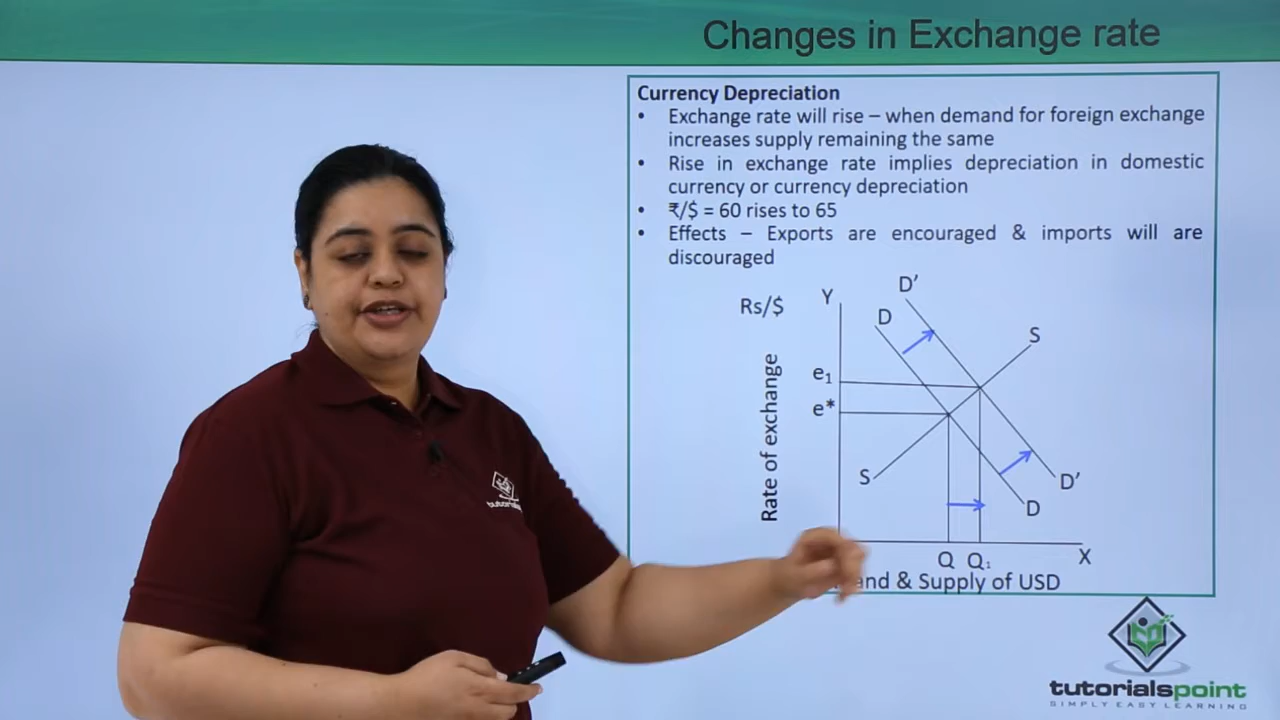 Changes in Exchange rate
Currency Depreciation
• Exchange rate will rise – when demand for foreign exchange
increases supply remaining the same
• Rise in exchange rate implies depreciation in domestic
currency or currency depreciation
• ₹/$ = 60 rises to 65
• Effects – Exports are encouraged & imports will are
discouraged
D'
Rs/$
Y
D
S
e₁
e*
Rate of exchange
S
D'
D
Q Q₁
X
and & Supply of USD
tutorialspoint
SIMPLY EASY LEARNING